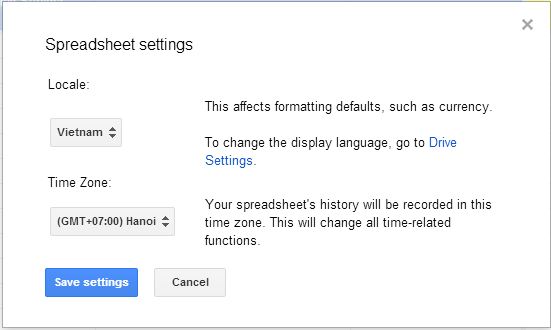 Spreadsheet settings
Locale:
Vietnam
This affects formatting defaults, such as currency.
To change the display language, go to Drive
Settings.
Time Zone:
(GMT+07:00) Hanoi
Your spreadsheet's history will be recorded in this
time zone. This will change all time-related
functions.
Save settings
Cancel